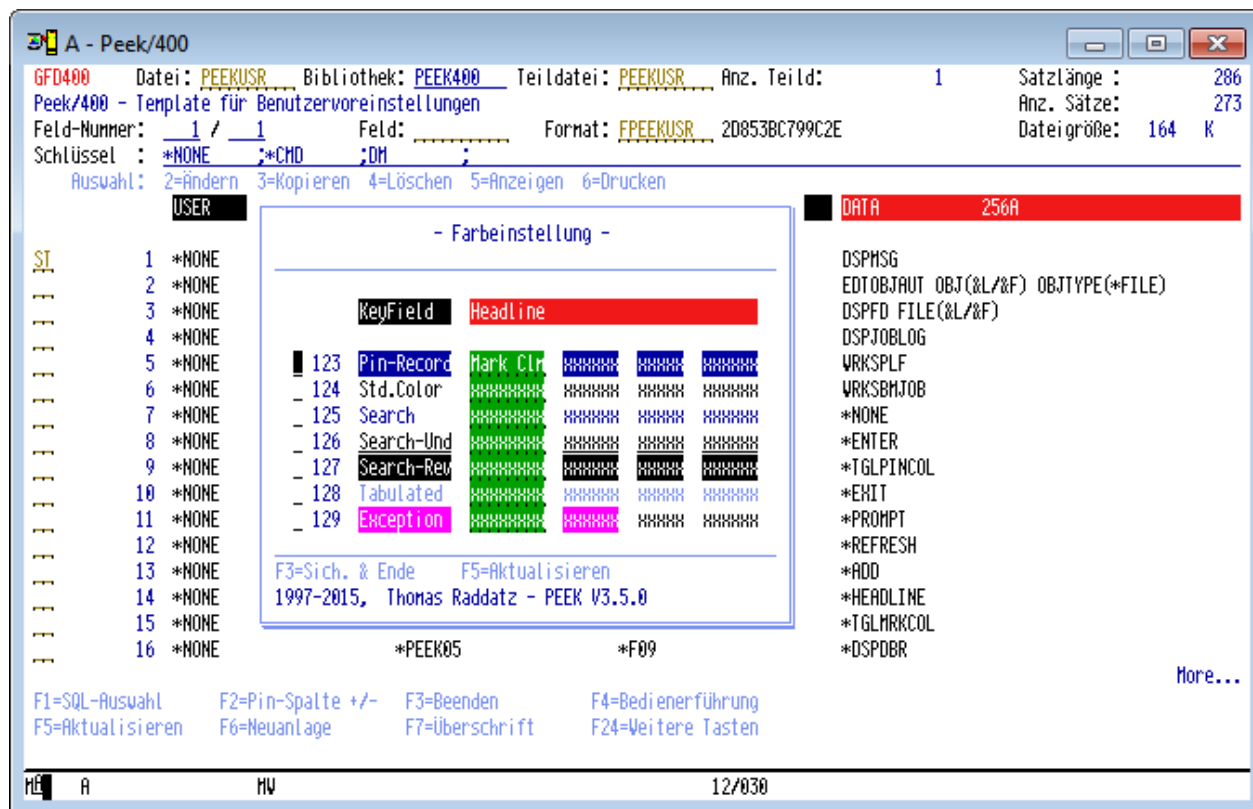 A - Peek/400
GFD400 Datei: PEEKUSR Bibliothek: PEEK400 Teildatei: PEEKUSR Anz. Teild: 1 Satzlänge : 286
Peek/400 - Template für Benutzervoreinstellungen Anz. Sätze: 273
Feld-Nummer: 1 / 1 Feld: Format: FPEEKUSR 2D853BC799C2E Dateigröße: 164 K
Schlüssel : *NONE ;*CMD ;DM ;
Auswahl: 2=Ändern 3=Kopieren 4=Löschen 5=Anzeigen 6=Drucken
USER DATA 256A
- Farbeinstellung -
ST 1 *NONE DSPMSG
2 *NONE EDTOBJAUT OBJ(&L/&F) OBJTYPE(*FILE)
3 *NONE KeyField Headline DSPFD FILE(&L/&F)
4 *NONE DSPJOBLOG
5 *NONE 123 Pin-Record Mark Clm XXXXXX XXXXX XXXXXX WRKSPLF
6 *NONE 124 Std.Color XXXXXXXX XXXXXX XXXXX XXXXXX WRKSBMJOB
7 *NONE 125 Search XXXXXXXX XXXXXX XXXXX XXXXXX *NONE
8 *NONE 126 Search-Und XXXXXXXX XXXXXX XXXXX XXXXXX *ENTER
9 *NONE 127 Search-Rev XXXXXXXX XXXXXX XXXXX XXXXXX *TGLPINCOL
10 *NONE 128 Tabulated XXXXXXXX XXXXXX XXXXX XXXXXX *EXIT
11 *NONE 129 Exception XXXXXXXX XXXXXX XXXXX XXXXXX *PROMPT
12 *NONE *REFRESH
13 *NONE F3=Sich. & Ende F5=Aktualisieren *ADD
14 *NONE 1997-2015, Thomas Raddatz - PEEK V3.5.0 *HEADLINE
15 *NONE *TGLMRKCOL
16 *NONE *PEEK05 *F09 *DSPDBR
More...
F1=SQL-Auswahl F2=Pin-Spalte +/- F3=Beenden F4=Bedienerführung
F5=Aktualisieren F6=Neuanlage F7=Überschrift F24=Weitere Tasten
MA A MW 12/030